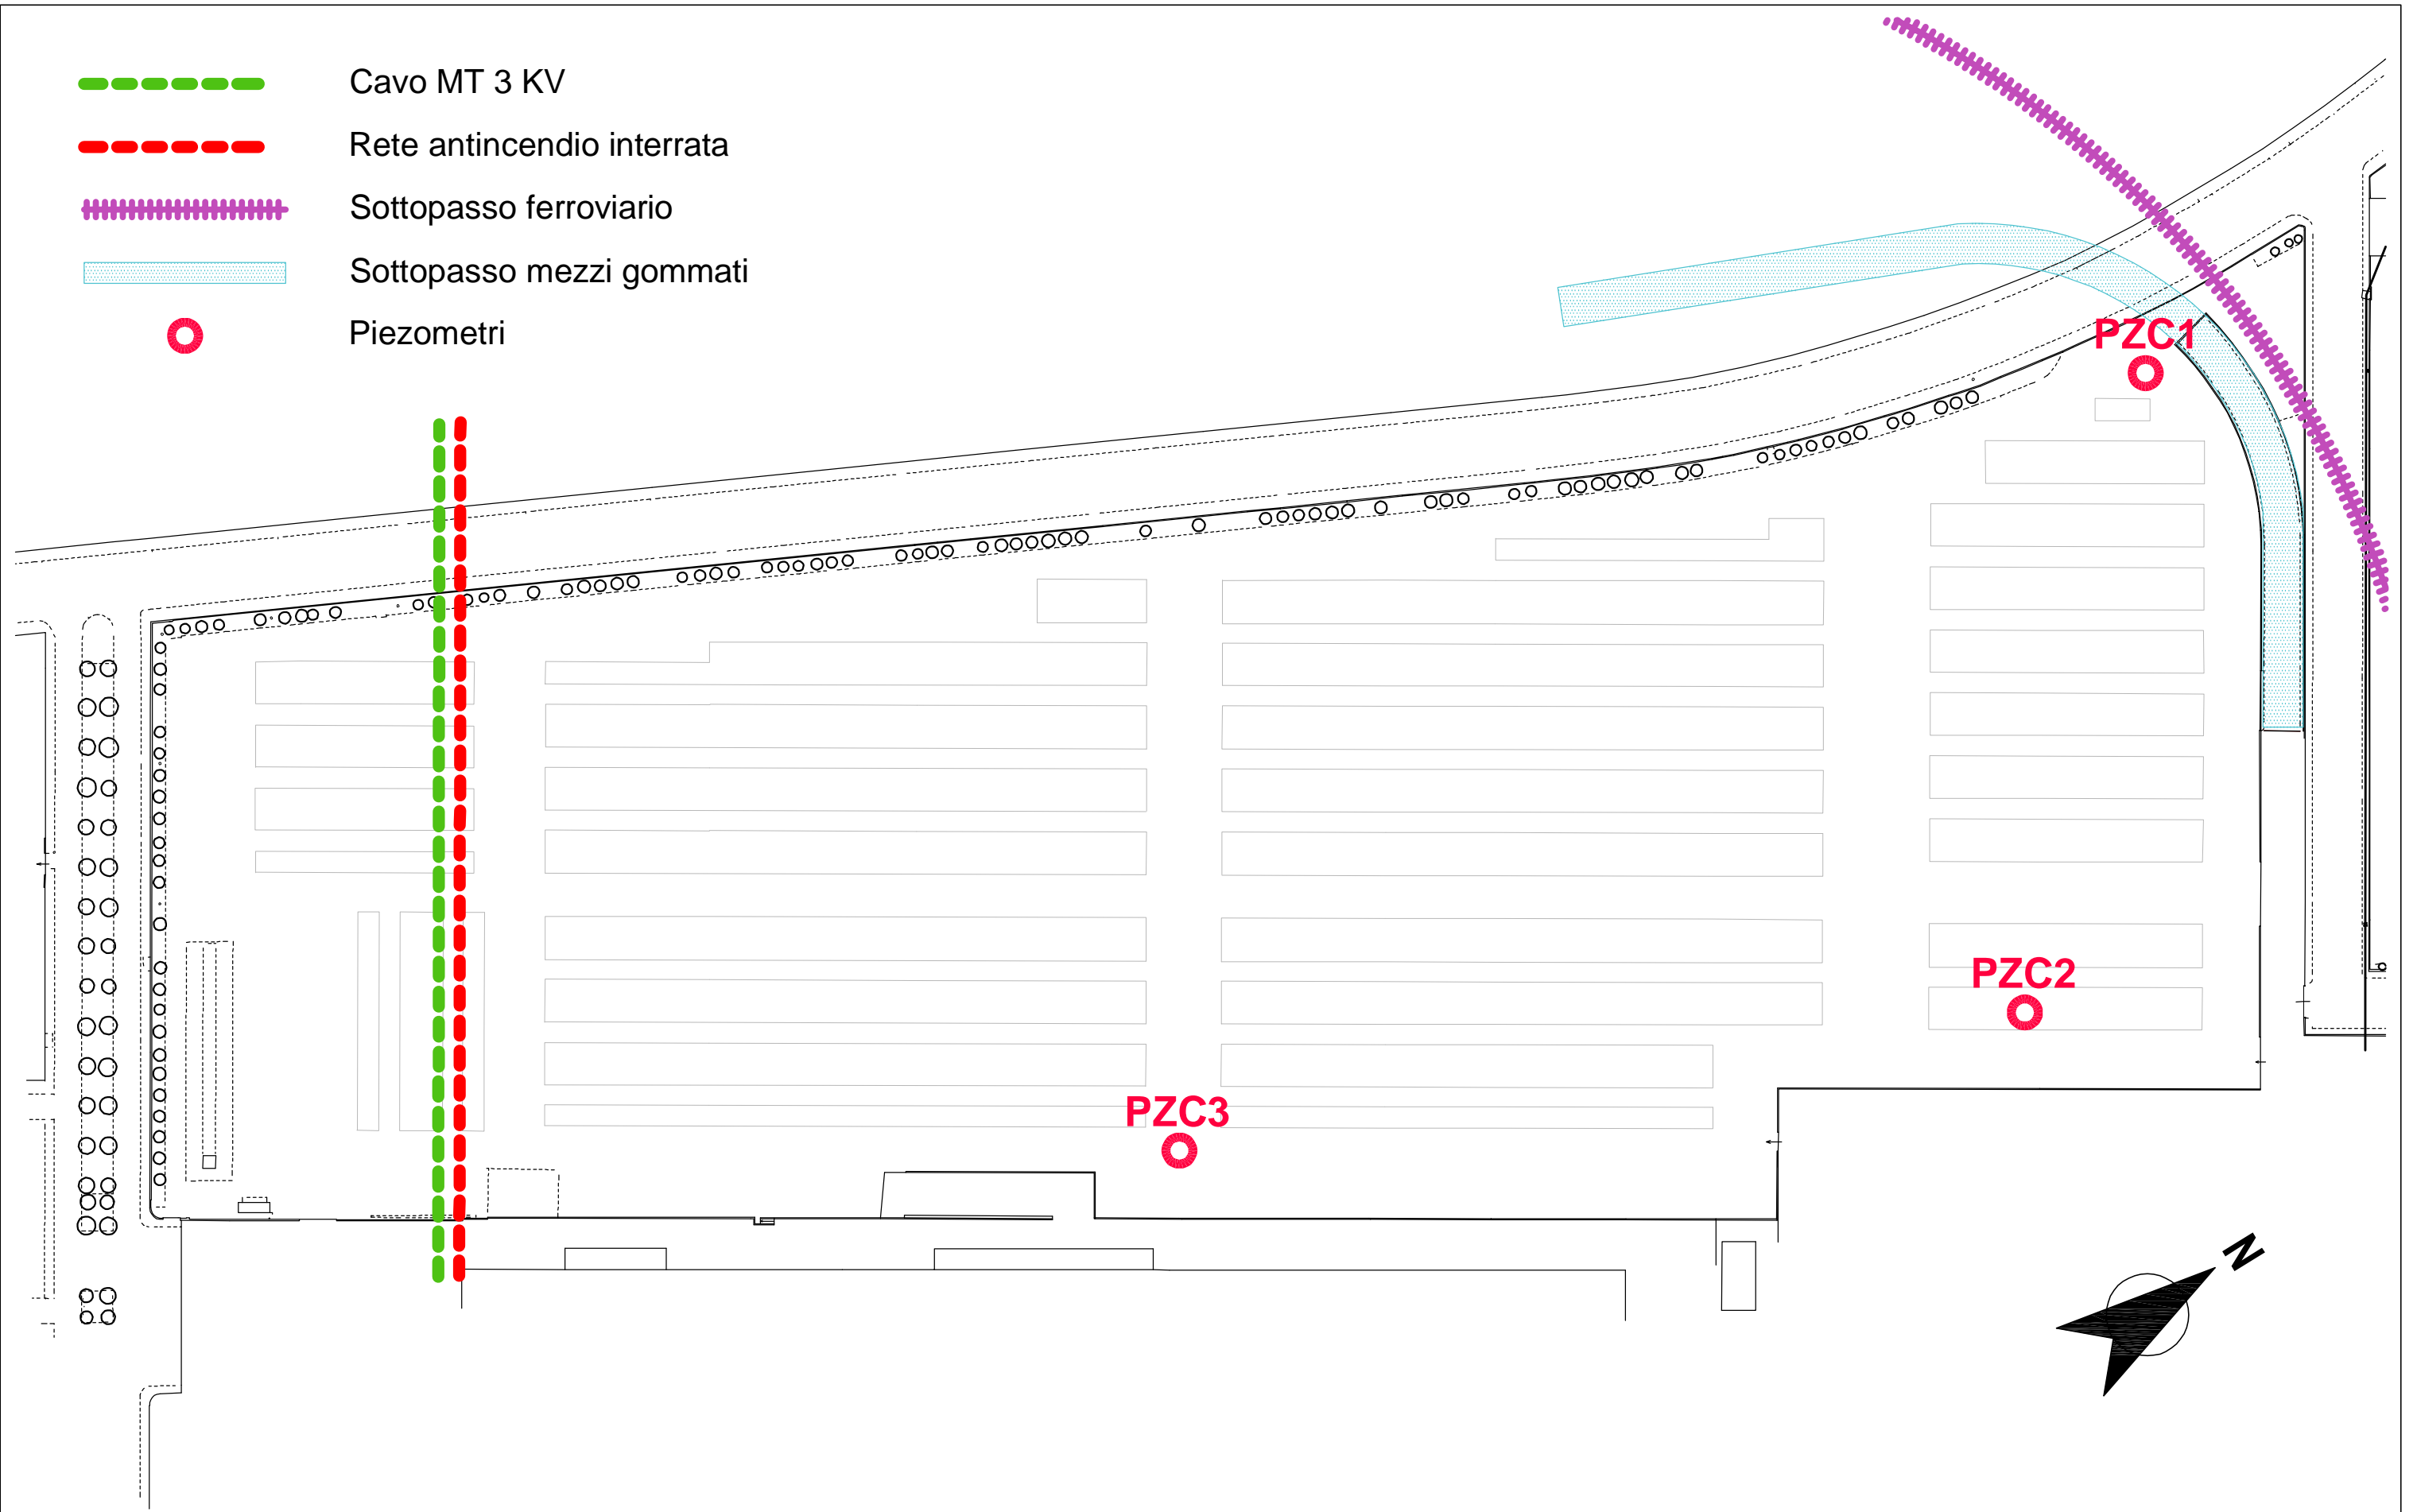 Cavo MT 3 KV
Rete antincendio interrata
Sottopasso ferroviario
Sottopasso mezzi gommati
Piezometri
PZC1
PZC2
PZC3
N